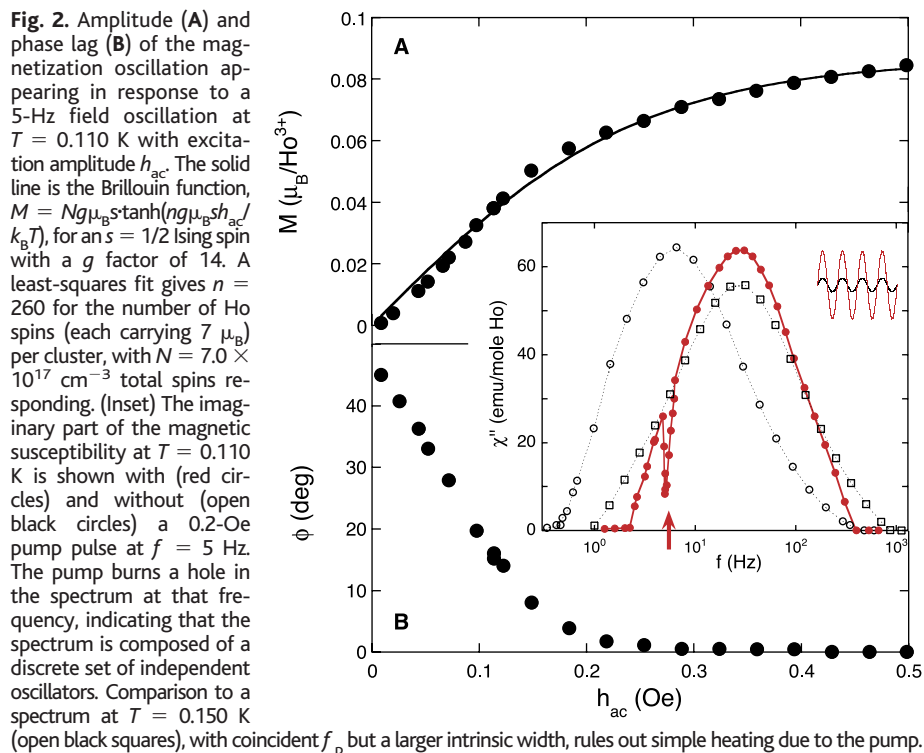 Fig. 2. Amplitude (A) and
phase lag (B) of the mag-
netization oscillation ap-
pearing in response to a
5-Hz field oscillation at
T = 0.110 K with excita-
tion amplitude h_ac. The solid
line is the Brillouin function,
M = Ngμ_Bs·tanh(ngμ_Bsh_ac/
k_BT), for an s = 1/2 Ising spin
with a g factor of 14. A
least-squares fit gives n =
260 for the number of Ho
spins (each carrying 7 μ_B)
per cluster, with N = 7.0 ×
10^17 cm^−3 total spins re-
sponding. (Inset) The imag-
inary part of the magnetic
susceptibility at T = 0.110
K is shown with (red cir-
cles) and without (open
black circles) a 0.2-Oe
pump pulse at f = 5 Hz.
The pump burns a hole in
the spectrum at that fre-
quency, indicating that the
spectrum is composed of a
discrete set of independent
oscillators. Comparison to a
spectrum at T = 0.150 K
(open black squares), with coincident f_p but a larger intrinsic width, rules out simple heating due to the pump.
A
M (μ_B/Ho^3+)
0.1
0.08
0.06
0.04
0.02
0
χ'' (emu/mole Ho)
60
40
20
0
10^0
10^1
10^2
10^3
f (Hz)
B
φ (deg)
40
30
20
10
0
0
0.1
0.2
0.3
0.4
0.5
h_ac (Oe)